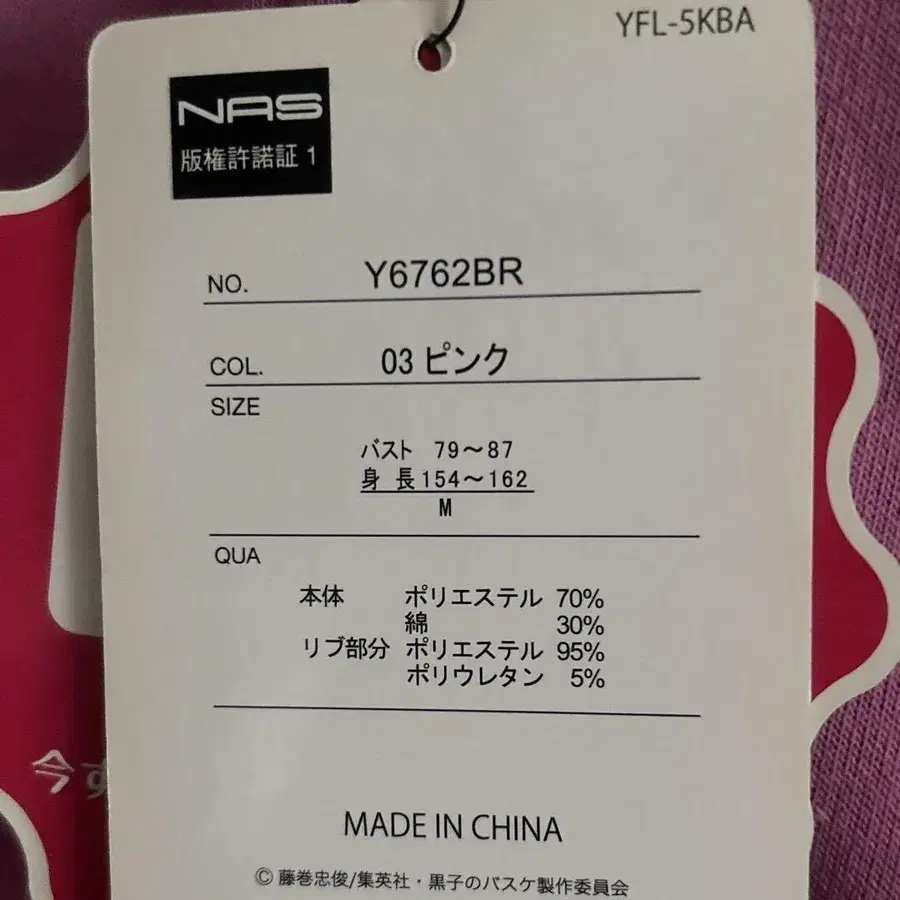 YFL-5KBA
NAS
版権許諾証 1
NO. Y6762BR
COL. 03 ピンク
SIZE
バスト 79～87
身長 154～162
M
QUA
本体 ポリエステル 70%
綿 30%
リブ部分 ポリエステル 95%
ポリウレタン 5%
今す
MADE IN CHINA
© 藤巻忠俊/集英社・黒子のバスケ製作委員会